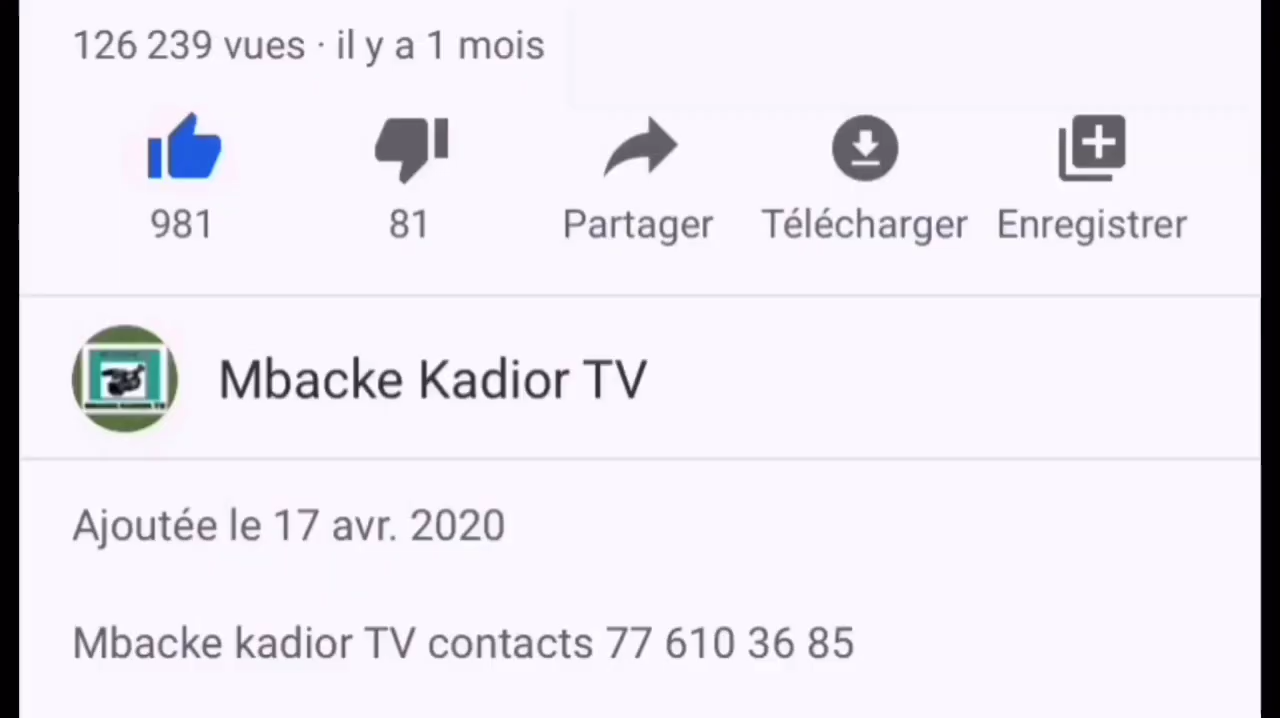 126 239 vues · il y a 1 mois
981
81
Partager
Télécharger
Enregistrer
Mbacke Kadior TV
Ajoutée le 17 avr. 2020
Mbacke kadior TV contacts 77 610 36 85